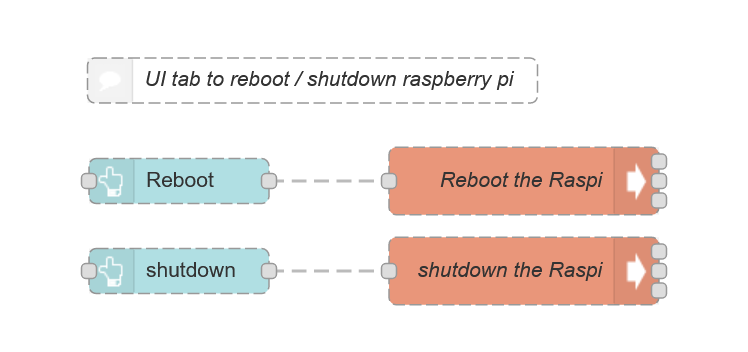 UI tab to reboot / shutdown raspberry pi
Reboot
Reboot the Raspi
shutdown
shutdown the Raspi